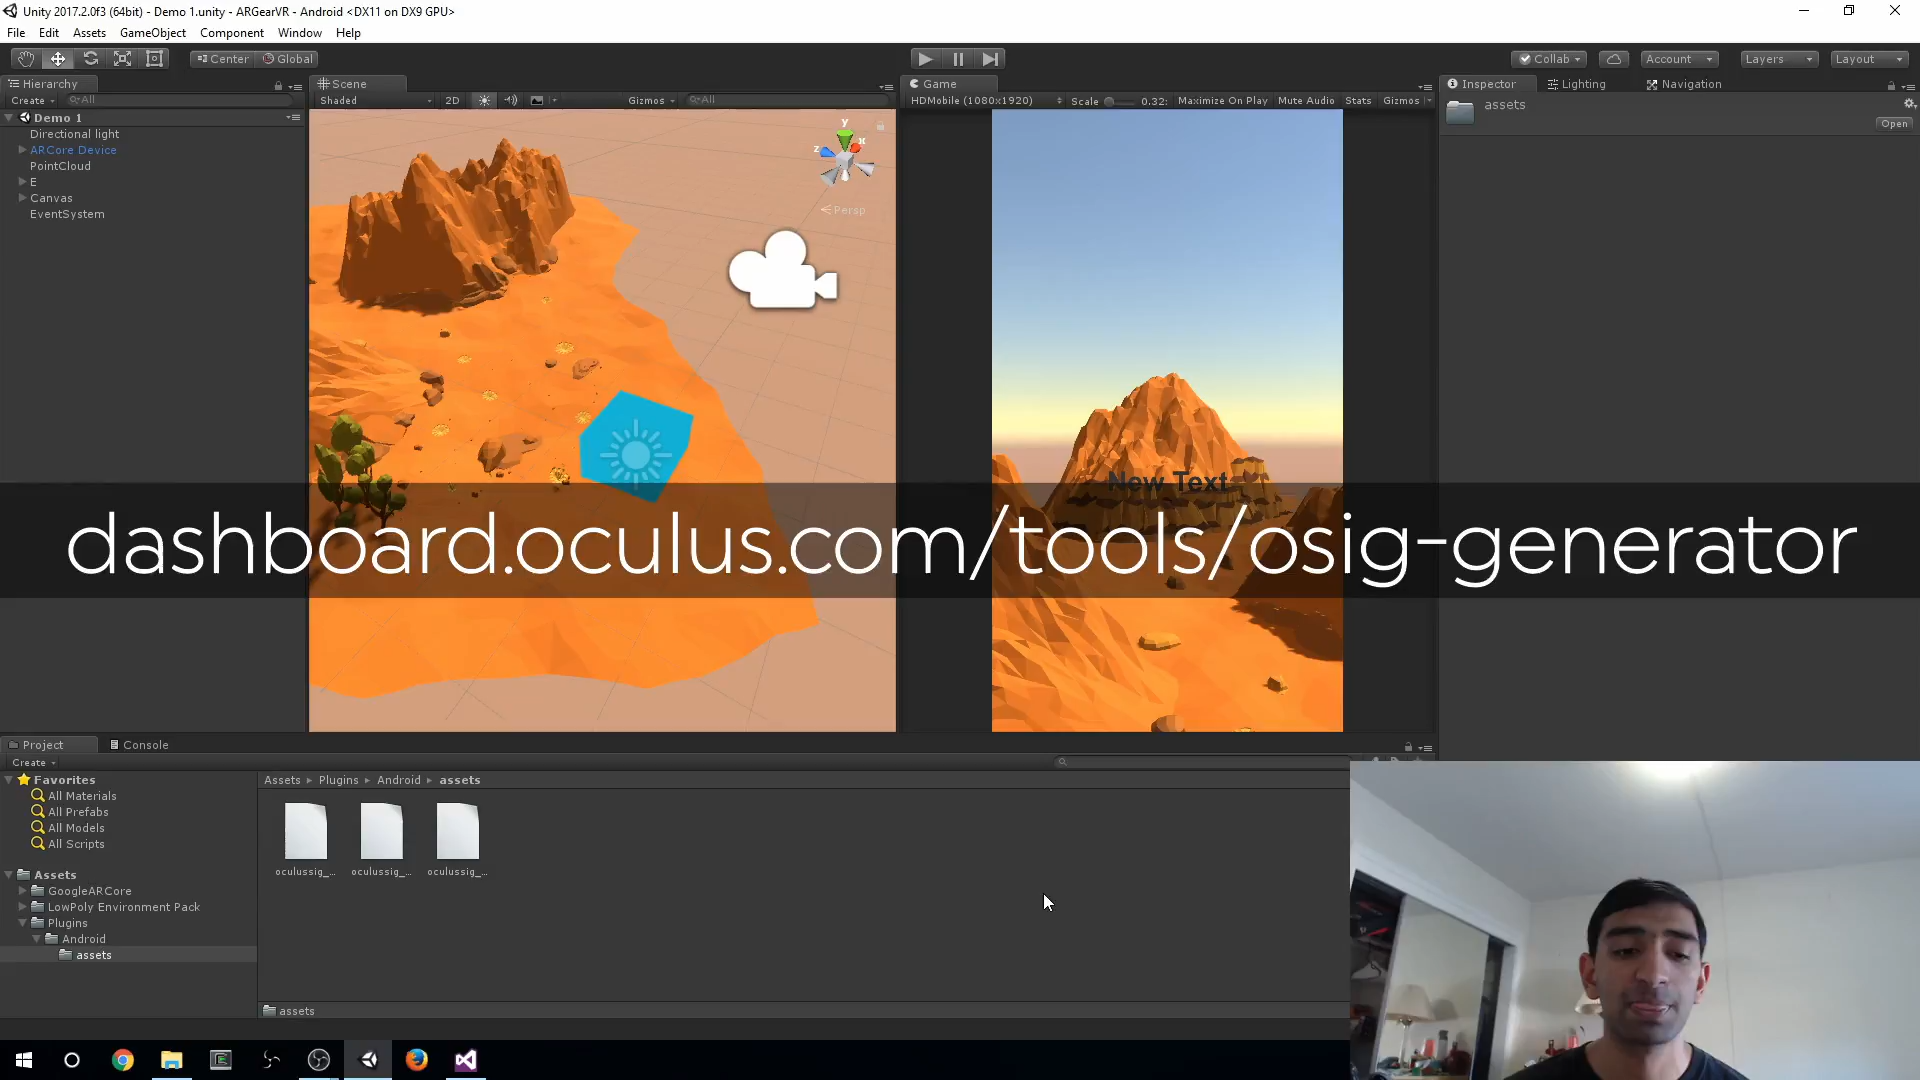 Unity 2017.2.0f3 (64bit) - Demo 1.unity - ARGearVR - Android <DX11 on DX9 GPU>
File Edit Assets GameObject Component Window Help
Center Global
Collab Account Layers Layout
Hierarchy
Create All
Demo 1
Directional light
ARCore Device
PointCloud
E
Canvas
EventSystem
Scene
Shaded 2D Gizmos All
y
x
z
Persp
Game
HDMobile (1080x1920) Scale 0.32: Maximize On Play Mute Audio Stats Gizmos
New Text
Inspector Lighting Navigation
assets
Open
dashboard.oculus.com/tools/osig-generator
Project Console
Create
Favorites
All Materials
All Prefabs
All Models
All Scripts
Assets
GoogleARCore
LowPoly Environment Pack
Plugins
Android
assets
Assets Plugins Android assets
oculussig_... oculussig_... oculussig_...
assets